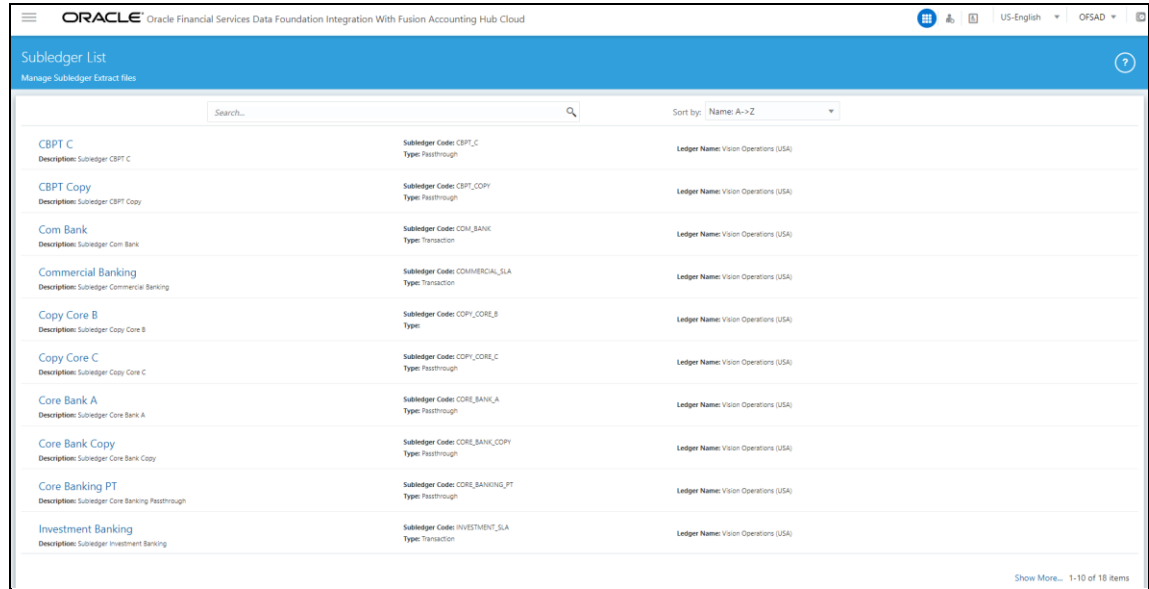 ORACLE® Oracle Financial Services Data Foundation Integration With Fusion Accounting Hub Cloud US-English OFSAD
Subledger List
Manage Subledger Extract files
?
Search... Sort by: Name: A->Z
CBPT C Subledger Code: CBPT_C Ledger Name: Vision Operations (USA)
Description: Subledger CBPT C Type: Passthrough
CBPT Copy Subledger Code: CBPT_COPY Ledger Name: Vision Operations (USA)
Description: Subledger CBPT Copy Type: Passthrough
Com Bank Subledger Code: COM_BANK Ledger Name: Vision Operations (USA)
Description: Subledger Com Bank Type: Transaction
Commercial Banking Subledger Code: COMMERCIAL_SLA Ledger Name: Vision Operations (USA)
Description: Subledger Commercial Banking Type: Transaction
Copy Core B Subledger Code: COPY_CORE_B Ledger Name: Vision Operations (USA)
Description: Subledger Copy Core B Type:
Copy Core C Subledger Code: COPY_CORE_C Ledger Name: Vision Operations (USA)
Description: Subledger Copy Core C Type: Passthrough
Core Bank A Subledger Code: CORE_BANK_A Ledger Name: Vision Operations (USA)
Description: Subledger Core Bank A Type: Passthrough
Core Bank Copy Subledger Code: CORE_BANK_COPY Ledger Name: Vision Operations (USA)
Description: Subledger Core Bank Copy Type: Passthrough
Core Banking PT Subledger Code: CORE_BANKING_PT Ledger Name: Vision Operations (USA)
Description: Subledger Core Banking Passthrough Type: Passthrough
Investment Banking Subledger Code: INVESTMENT_SLA Ledger Name: Vision Operations (USA)
Description: Subledger Investment Banking Type: Transaction
Show More... 1-10 of 18 items